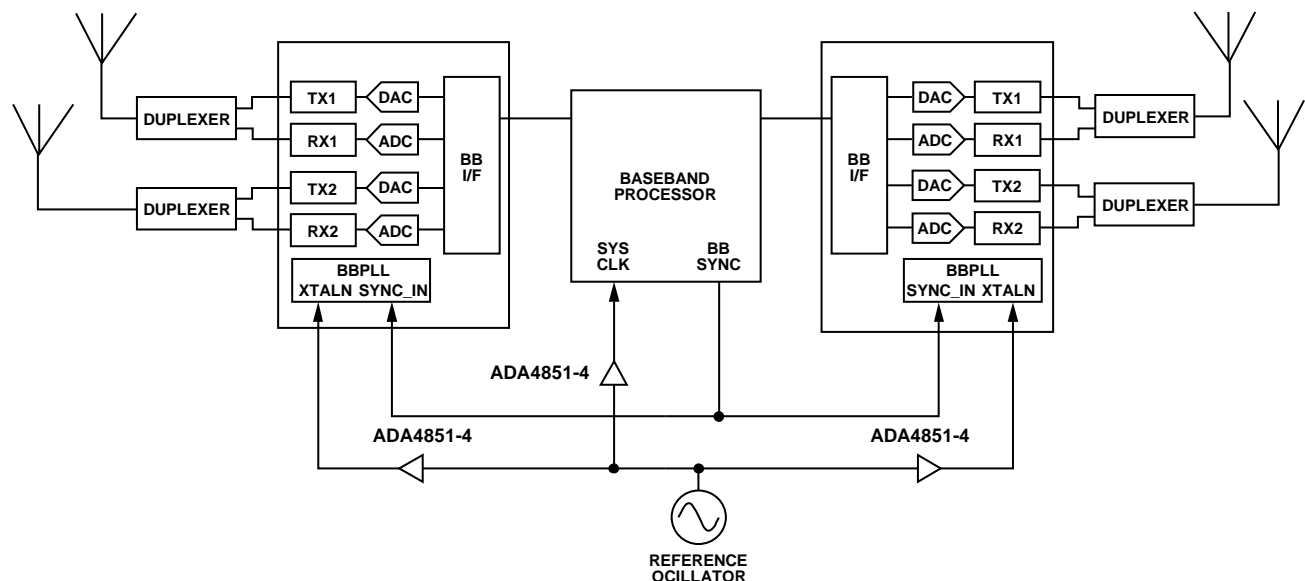 DUPLEXER
DUPLEXER
TX1
DAC
RX1
ADC
TX2
DAC
RX2
ADC
BB
I/F
BBPLL
XTALN SYNC_IN
BASEBAND
PROCESSOR
SYS
CLK
BB
SYNC
BB
I/F
DAC
TX1
ADC
RX1
DAC
TX2
ADC
RX2
BBPLL
SYNC_IN XTALN
DUPLEXER
DUPLEXER
ADA4851-4
ADA4851-4
ADA4851-4
REFERENCE
OCILLATOR